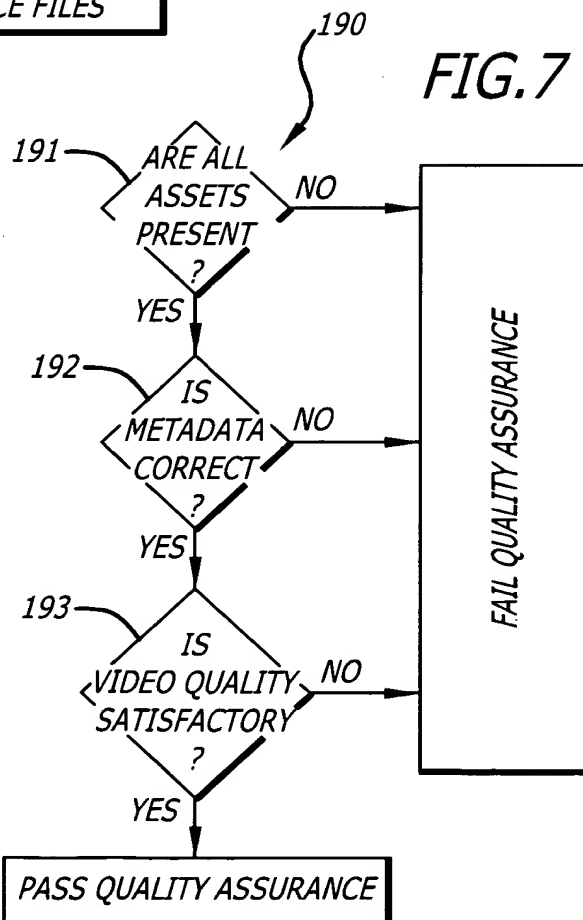 CE FILES
190
FIG.7
191
ARE ALL
ASSETS
PRESENT
?
NO
YES
192
IS
METADATA
CORRECT
?
NO
YES
FAIL QUALITY ASSURANCE
193
IS
VIDEO QUALITY
SATISFACTORY
?
NO
YES
PASS QUALITY ASSURANCE